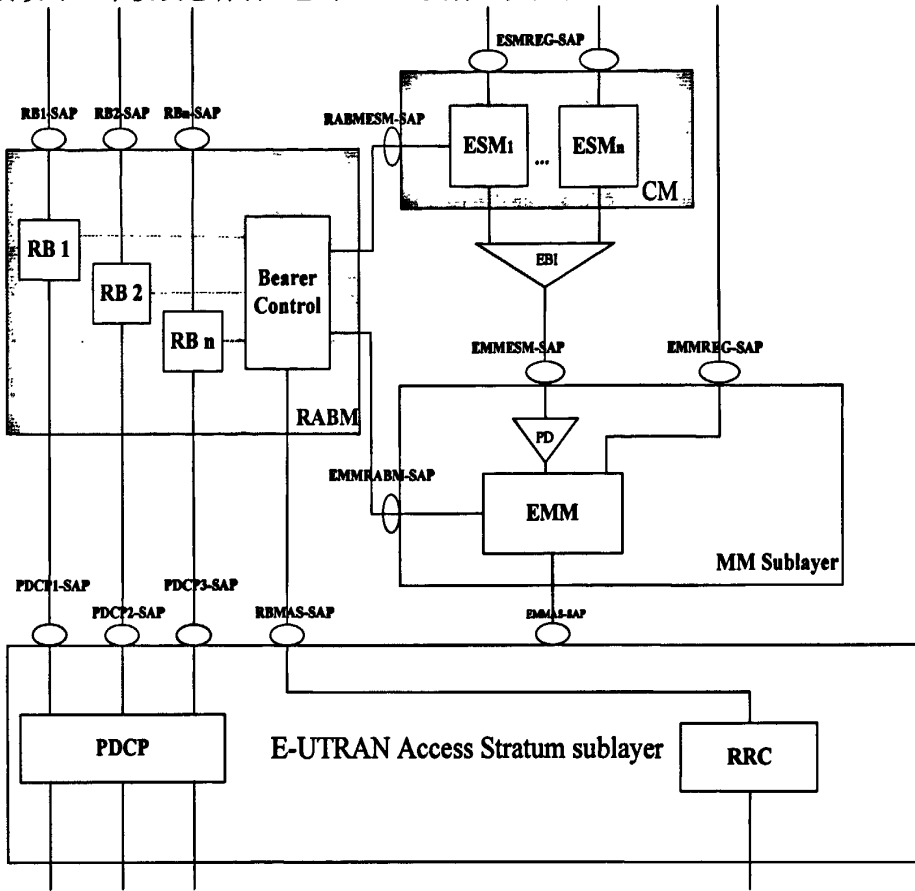 ESMREG-SAP
RB1-SAP
RB2-SAP
RBn-SAP
RABMESM-SAP
ESM1
...
ESMn
CM
RB 1
RB 2
RB n
Bearer
Control
RABM
EBI
EMMESM-SAP
EMMREG-SAP
PD
EMMRABM-SAP
EMM
MM Sublayer
PDCP1-SAP
PDCP2-SAP
PDCP3-SAP
RBMAS-SAP
EMMAS-SAP
PDCP
E-UTRAN Access Stratum sublayer
RRC